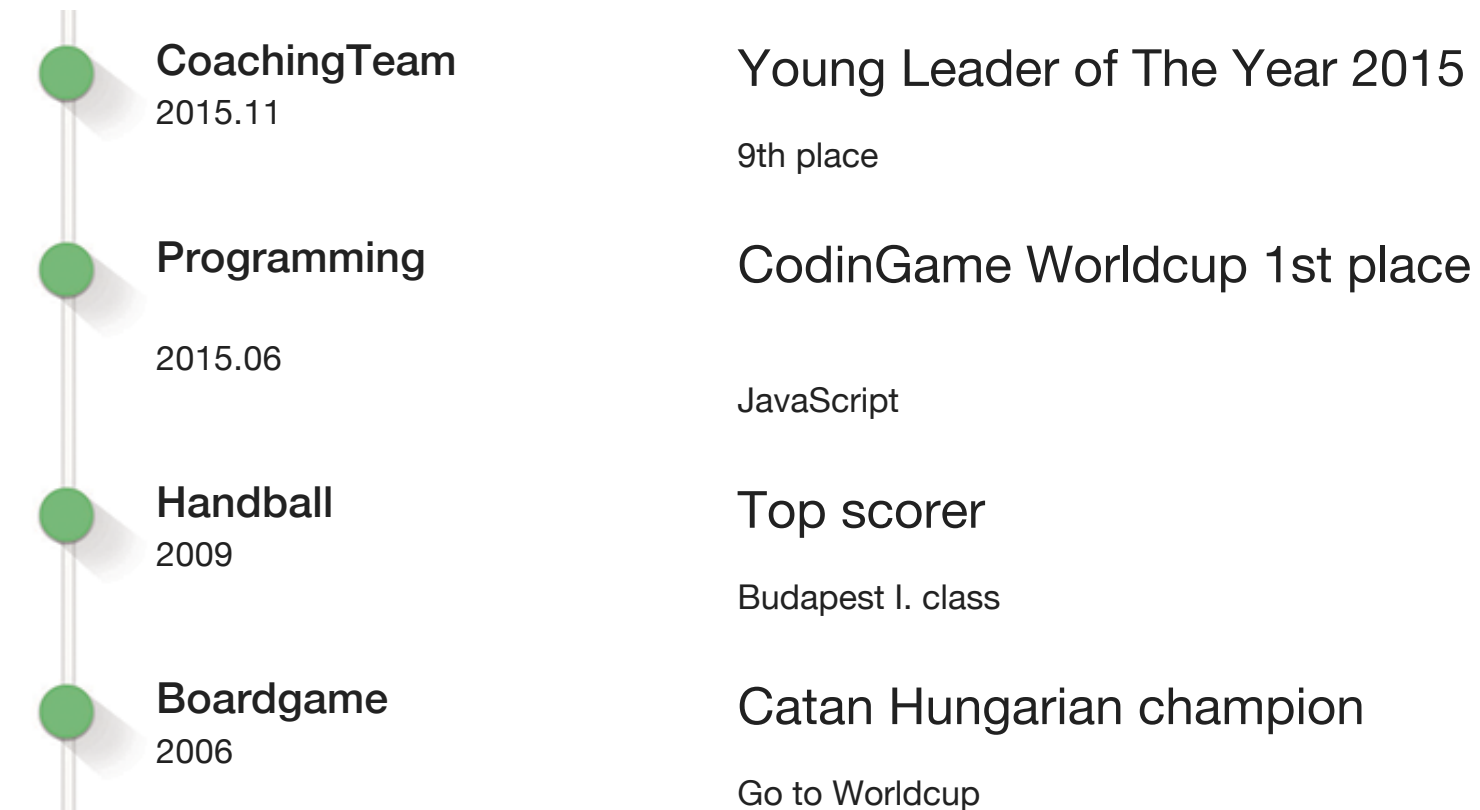 CoachingTeam
2015.11
Young Leader of The Year 2015
9th place
Programming
2015.06
CodinGame Worldcup 1st place
JavaScript
Handball
2009
Top scorer
Budapest I. class
Boardgame
2006
Catan Hungarian champion
Go to Worldcup